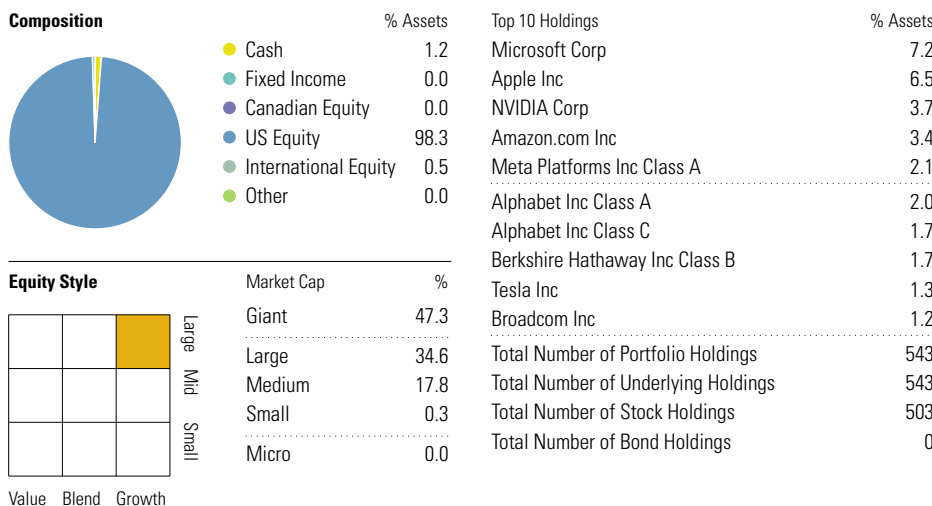 Composition % Assets
Cash 1.2
Fixed Income 0.0
Canadian Equity 0.0
US Equity 98.3
International Equity 0.5
Other 0.0
Equity Style
Large
Mid
Small
Value Blend Growth
Market Cap %
Giant 47.3
Large 34.6
Medium 17.8
Small 0.3
Micro 0.0
Top 10 Holdings % Assets
Microsoft Corp 7.2
Apple Inc 6.5
NVIDIA Corp 3.7
Amazon.com Inc 3.4
Meta Platforms Inc Class A 2.1
Alphabet Inc Class A 2.0
Alphabet Inc Class C 1.7
Berkshire Hathaway Inc Class B 1.7
Tesla Inc 1.3
Broadcom Inc 1.2
Total Number of Portfolio Holdings 543
Total Number of Underlying Holdings 543
Total Number of Stock Holdings 503
Total Number of Bond Holdings 0